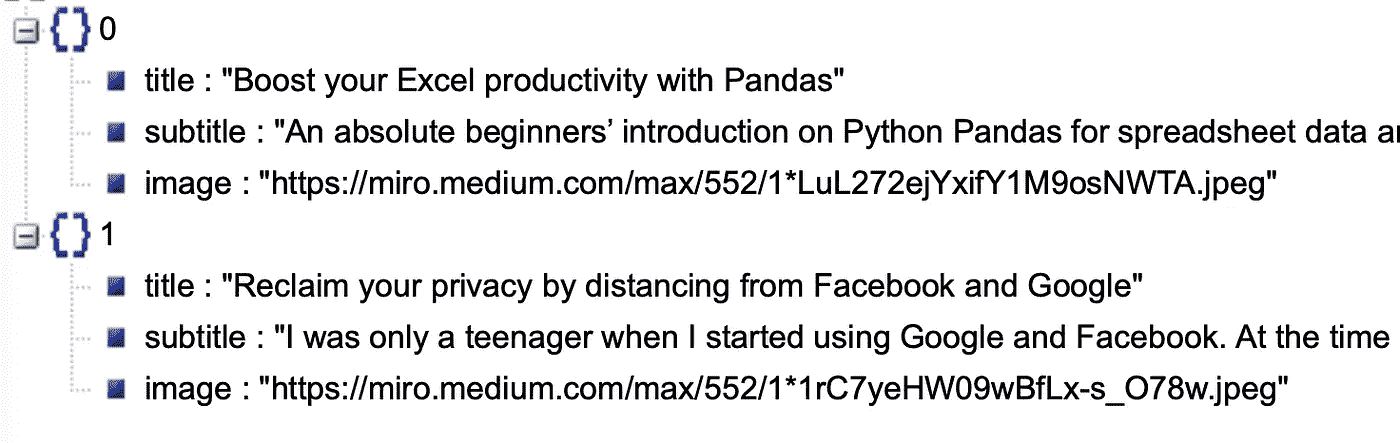 {} 0
title : "Boost your Excel productivity with Pandas"
subtitle : "An absolute beginners’ introduction on Python Pandas for spreadsheet data
image : "https://miro.medium.com/max/552/1*LuL272ejYxifY1M9osNWTA.jpeg"
{} 1
title : "Reclaim your privacy by distancing from Facebook and Google"
subtitle : "I was only a teenager when I started using Google and Facebook. At the time
image : "https://miro.medium.com/max/552/1*1rC7yeHW09wBfLx-s_O78w.jpeg"